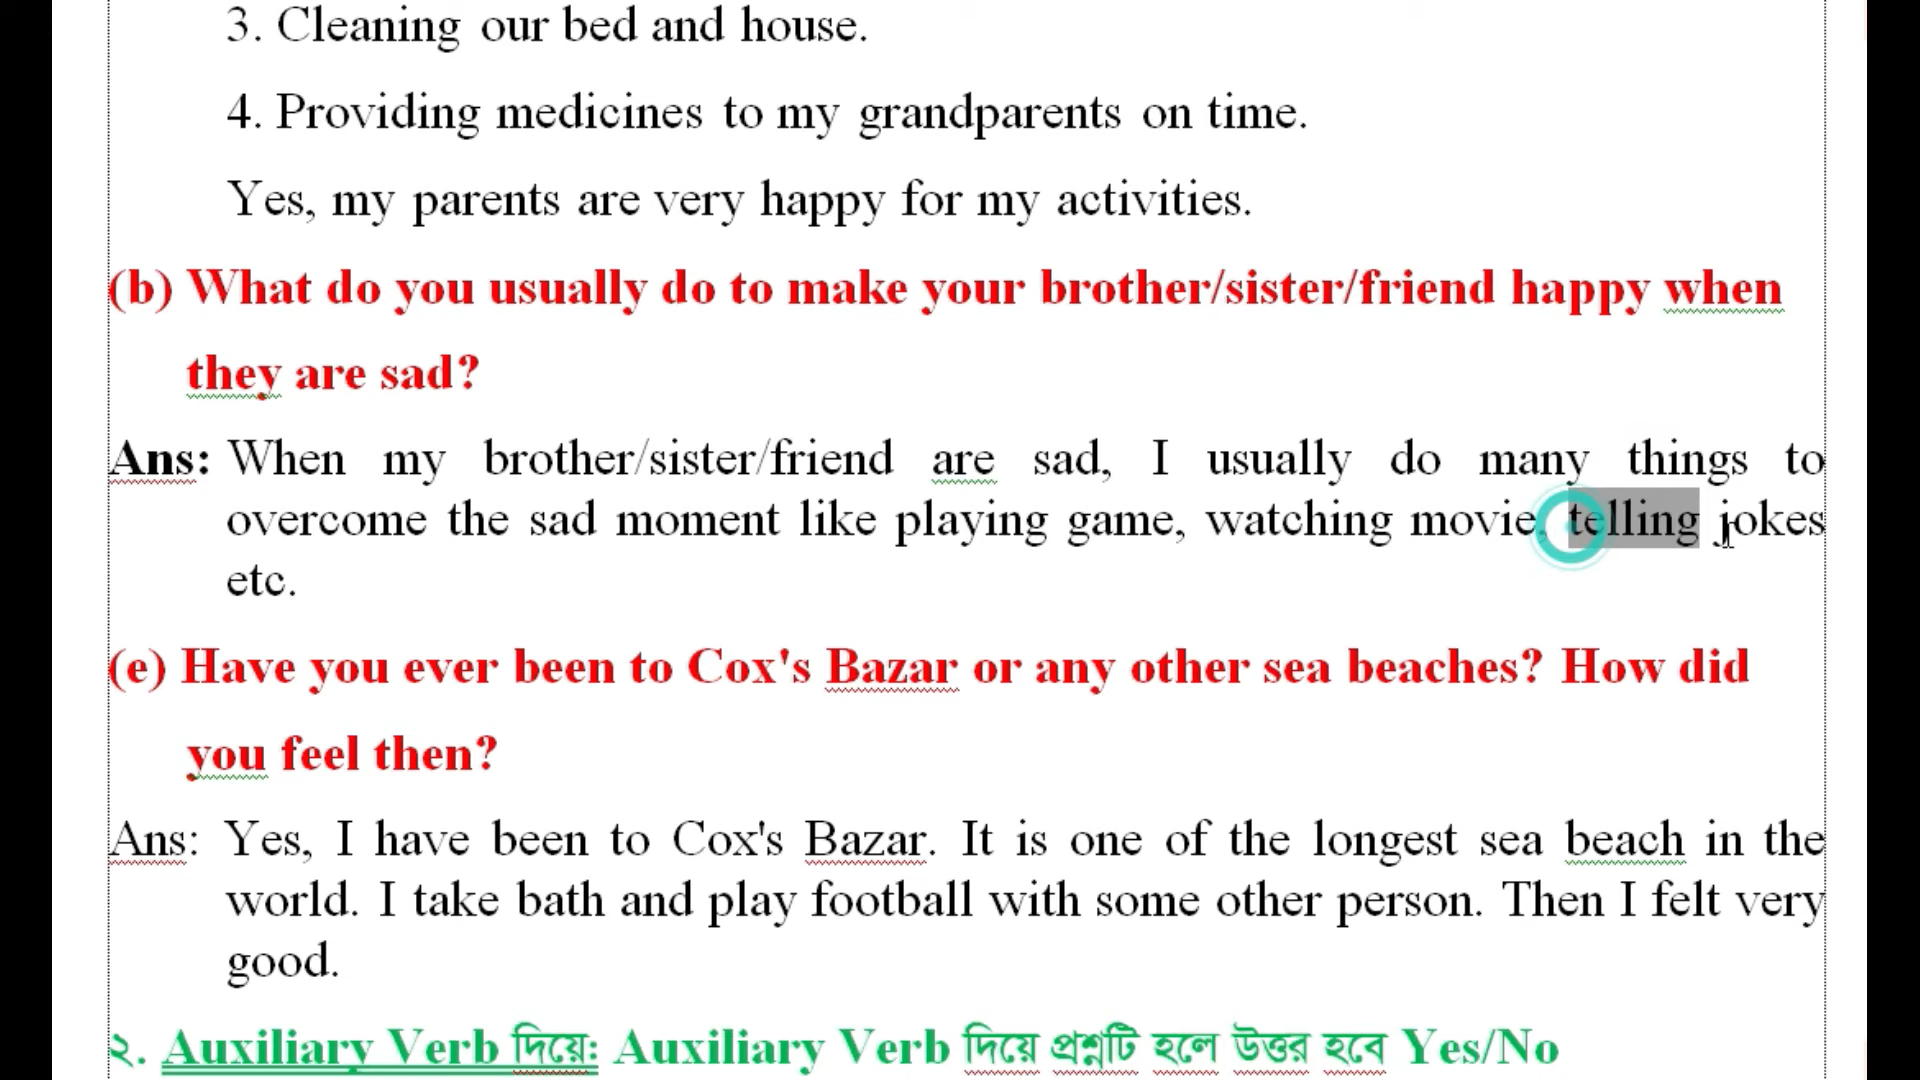 3. Cleaning our bed and house.
4. Providing medicines to my grandparents on time.
Yes, my parents are very happy for my activities.
(b) What do you usually do to make your brother/sister/friend happy when
they are sad?
Ans: When my brother/sister/friend are sad, I usually do many things to
overcome the sad moment like playing game, watching movie, telling jokes
etc.
(e) Have you ever been to Cox's Bazar or any other sea beaches? How did
you feel then?
Ans: Yes, I have been to Cox's Bazar. It is one of the longest sea beach in the
world. I take bath and play football with some other person. Then I felt very
good.
২. Auxiliary Verb দিয়ে: Auxiliary Verb দিয়ে প্রশ্নটি হলে উত্তর হবে Yes/No